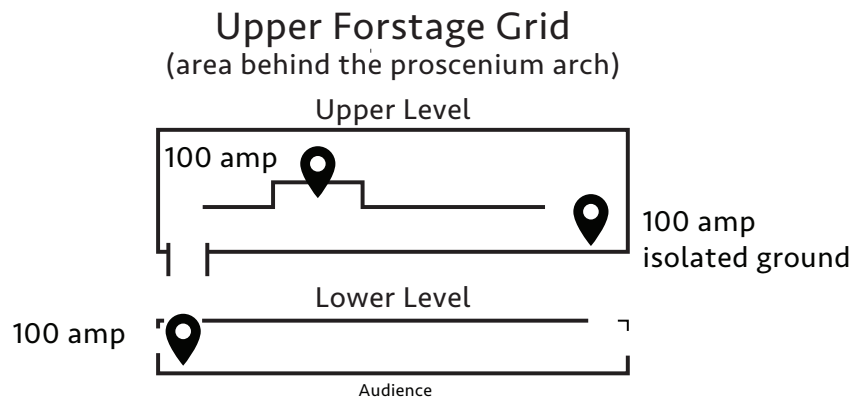 Upper Forstage Grid
(area behind the proscenium arch)
Upper Level
100 amp
100 amp
isolated ground
Lower Level
100 amp
Audience